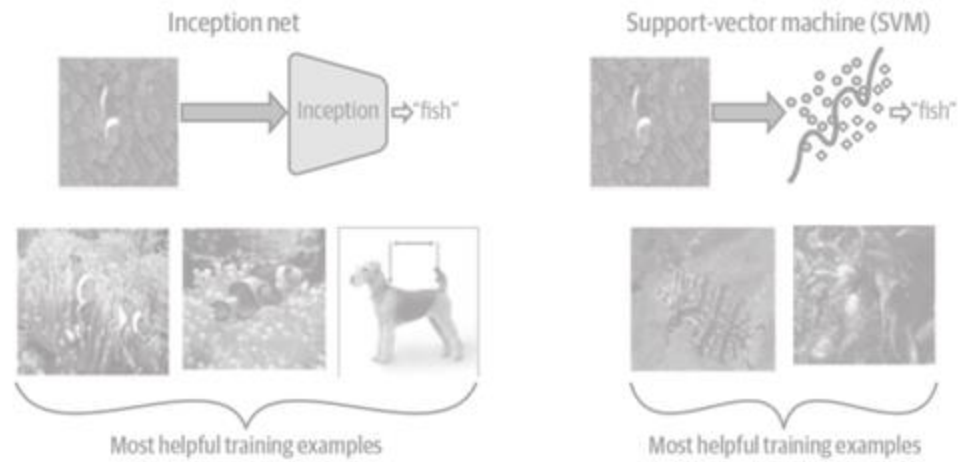 Inception net
Support-vector machine (SVM)
Inception
"fish"
"fish"
Most helpful training examples
Most helpful training examples